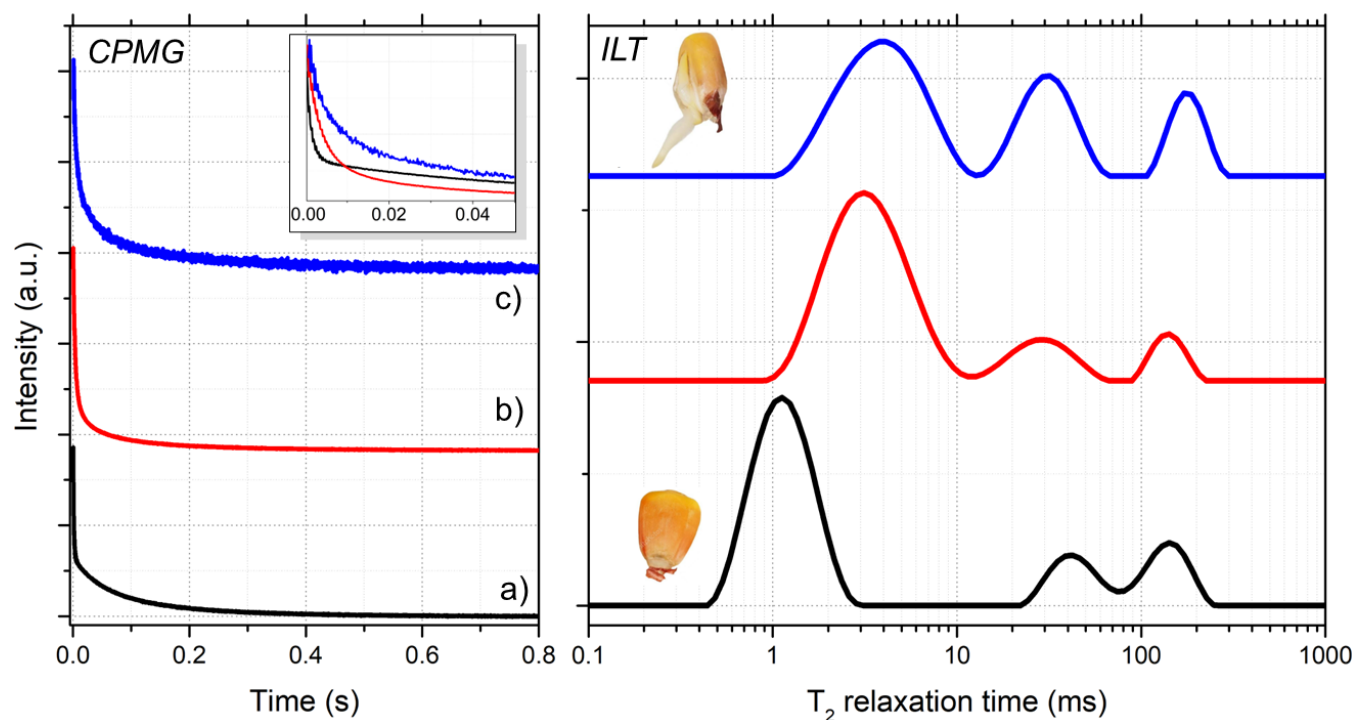 CPMG
0.00 0.02 0.04
c)
b)
a)
Intensity (a.u.)
0.0 0.2 0.4 0.6 0.8
Time (s)
ILT
0.1 1 10 100 1000
T₂ relaxation time (ms)